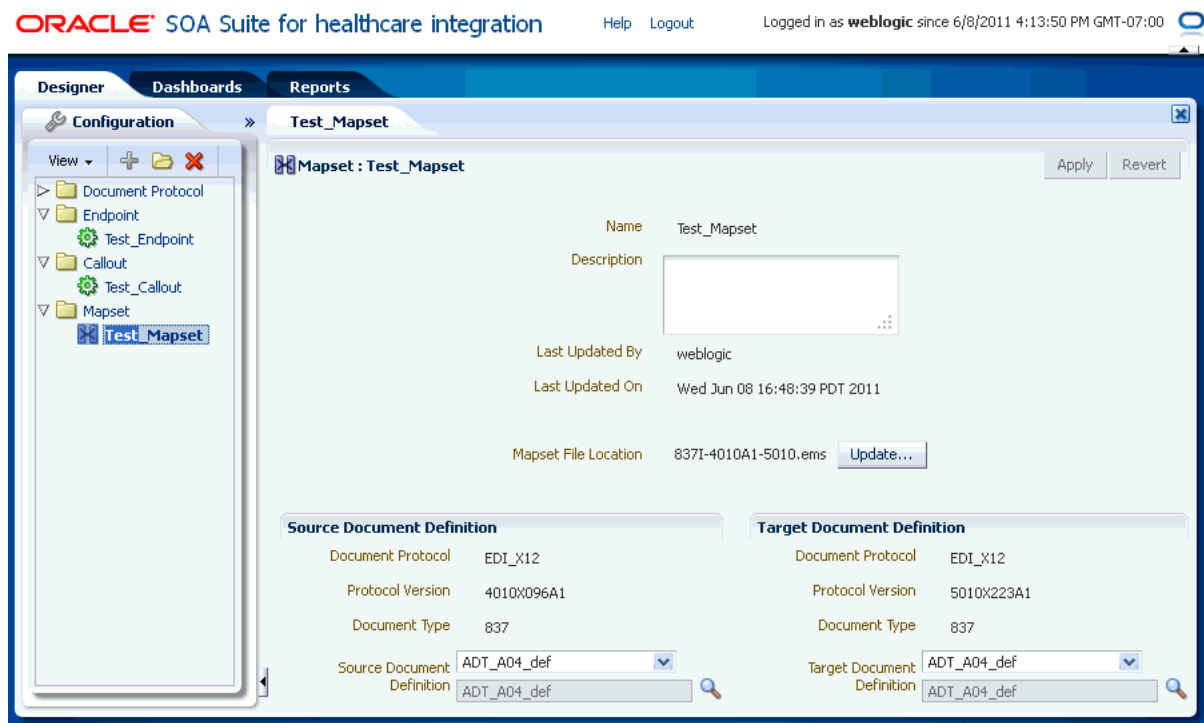 ORACLE SOA Suite for healthcare integration Help Logout Logged in as weblogic since 6/8/2011 4:13:50 PM GMT-07:00
Designer Dashboards Reports
Configuration » Test_Mapset
View
Mapset : Test_Mapset Apply Revert
Document Protocol
Endpoint
Test_Endpoint
Callout
Test_Callout
Mapset
Test_Mapset
Name Test_Mapset
Description
Last Updated By weblogic
Last Updated On Wed Jun 08 16:48:39 PDT 2011
Mapset File Location 837I-4010A1-5010.ems Update...
Source Document Definition
Document Protocol EDI_X12
Protocol Version 4010X096A1
Document Type 837
Source Document Definition ADT_A04_def
ADT_A04_def
Target Document Definition
Document Protocol EDI_X12
Protocol Version 5010X223A1
Document Type 837
Target Document Definition ADT_A04_def
ADT_A04_def